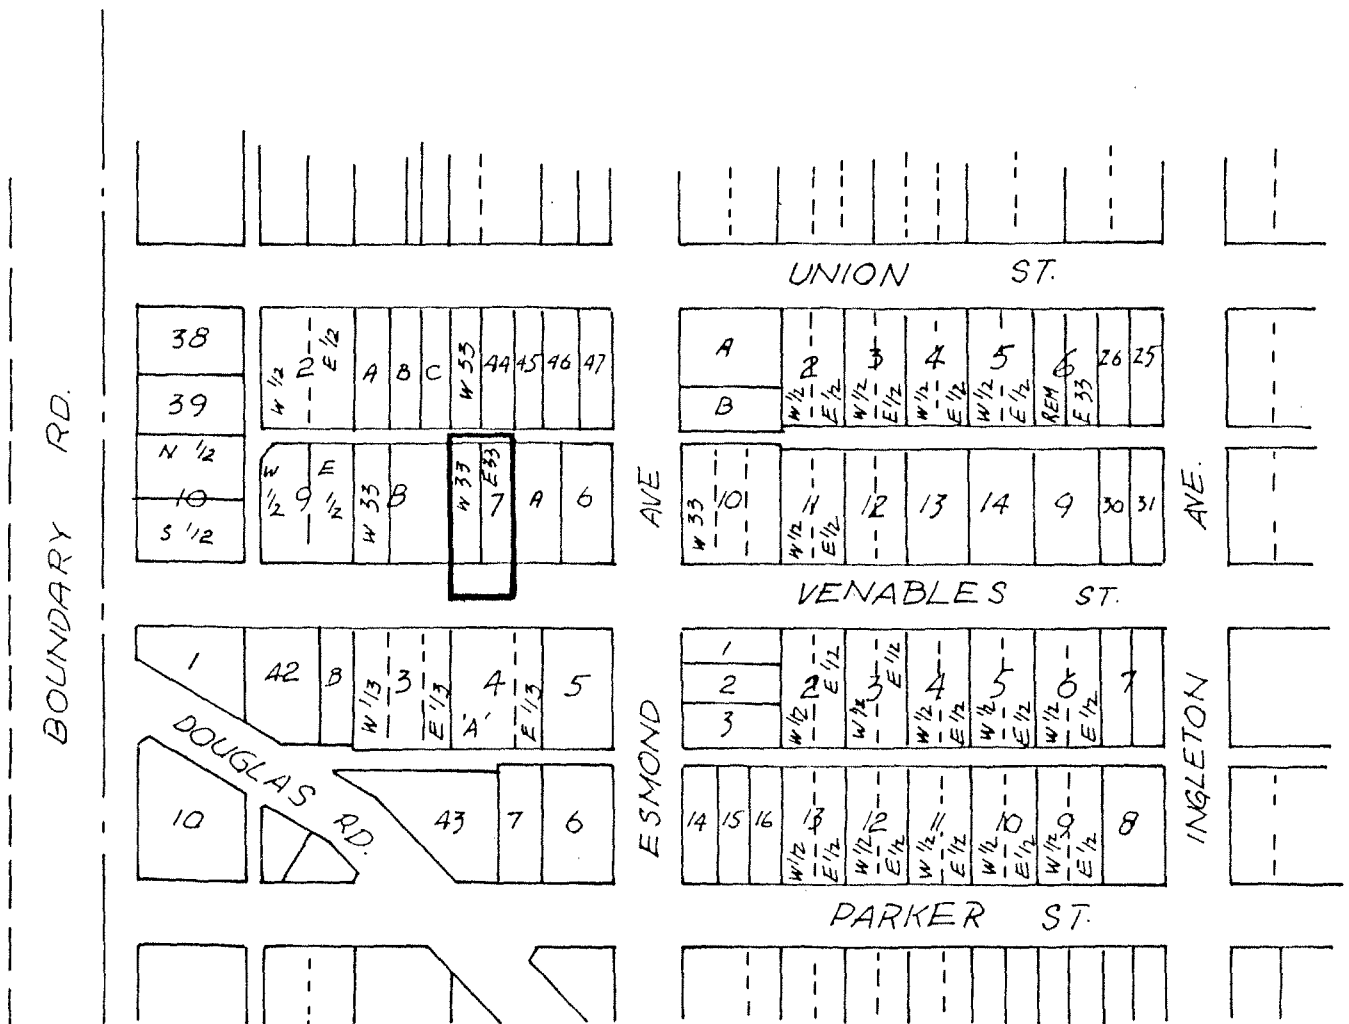 UNION ST.
38
39
N 1/2
10
S 1/2
W 1/2 2 E 1/2
A
B
C
W 33
44
45
46
47
A
B
W 1/2 2 E 1/2
W 1/2 3 E 1/2
W 1/2 4 E 1/2
W 1/2 5 E 1/2
REM 6 E 33
26
25
W 1/2 9 E 1/2
W 33
B
W 33
E 33
7
A
6
W 33
10
W 1/2 11 E 1/2
12
13
14
9
30
31
BOUNDARY RD.
ESMOND AVE
INGLETON AVE.
VENABLES ST.
1
42
B
W 1/3 3 E 1/3
4 'A' E 1/3
5
1
2
3
W 1/2 2 E 1/2
W 1/2 3 E 1/2
W 1/2 4 E 1/2
W 1/2 5 E 1/2
W 1/2 6 E 1/2
7
DOUGLAS RD.
10
43
7
6
14
15
16
W 1/2 13 E 1/2
W 1/2 12 E 1/2
W 1/2 11 E 1/2
W 1/2 10 E 1/2
W 1/2 9 E 1/2
8
PARKER ST.